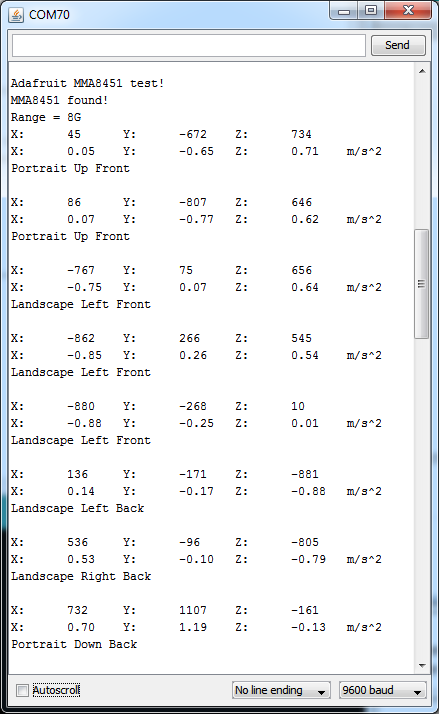 COM70
Send
Adafruit MMA8451 test!
MMA8451 found!
Range = 8G
X: 45 Y: -672 Z: 734
X: 0.05 Y: -0.65 Z: 0.71 m/s^2
Portrait Up Front
X: 86 Y: -807 Z: 646
X: 0.07 Y: -0.77 Z: 0.62 m/s^2
Portrait Up Front
X: -767 Y: 75 Z: 656
X: -0.75 Y: 0.07 Z: 0.64 m/s^2
Landscape Left Front
X: -862 Y: 266 Z: 545
X: -0.85 Y: 0.26 Z: 0.54 m/s^2
Landscape Left Front
X: -880 Y: -268 Z: 10
X: -0.88 Y: -0.25 Z: 0.01 m/s^2
Landscape Left Front
X: 136 Y: -171 Z: -881
X: 0.14 Y: -0.17 Z: -0.88 m/s^2
Landscape Left Back
X: 536 Y: -96 Z: -805
X: 0.53 Y: -0.10 Z: -0.79 m/s^2
Landscape Right Back
X: 732 Y: 1107 Z: -161
X: 0.70 Y: 1.19 Z: -0.13 m/s^2
Portrait Down Back
Autoscroll No line ending 9600 baud